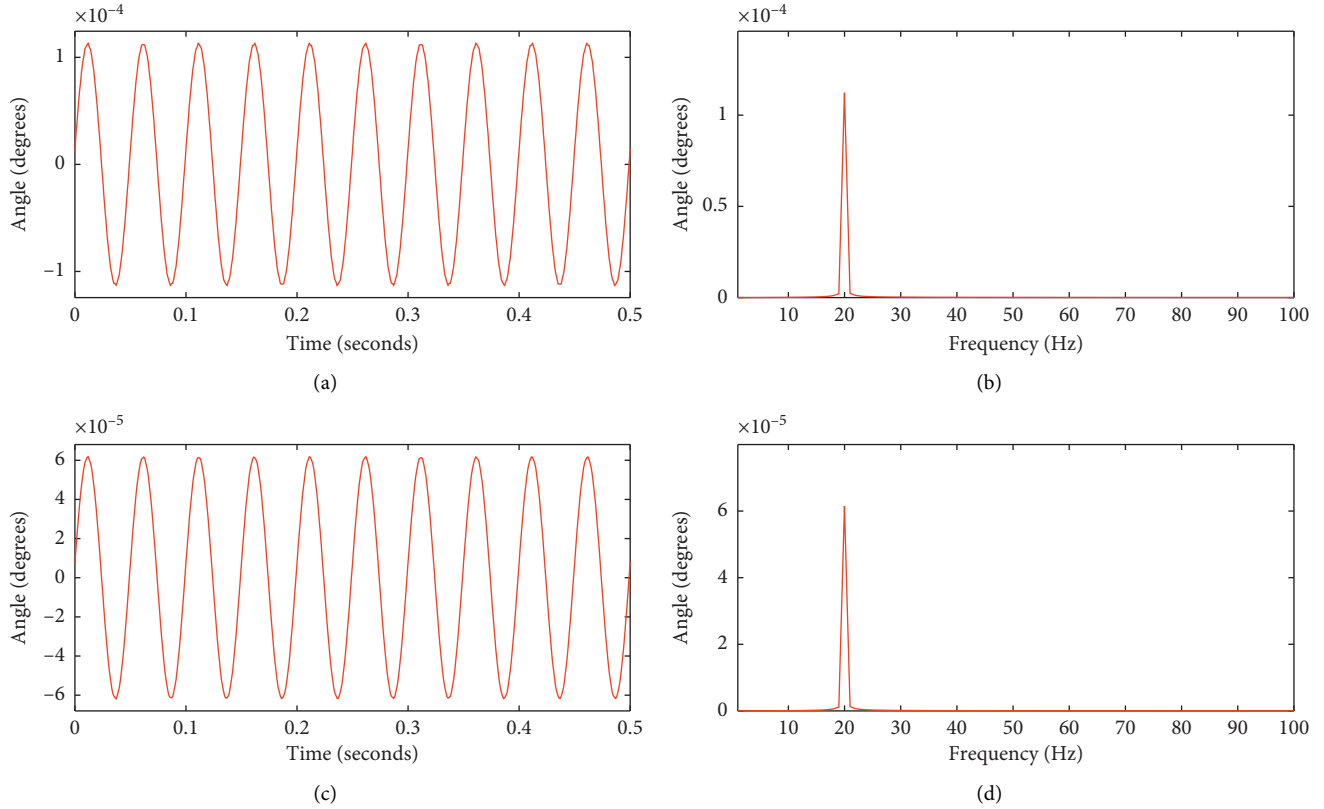 ×10⁻⁴
1
0
−1
Angle (degrees)
0 0.1 0.2 0.3 0.4 0.5
Time (seconds)
(a)
×10⁻⁴
1
0.5
0
Angle (degrees)
10 20 30 40 50 60 70 80 90 100
Frequency (Hz)
(b)
×10⁻⁵
6
4
2
0
−2
−4
−6
Angle (degrees)
0 0.1 0.2 0.3 0.4 0.5
Time (seconds)
(c)
×10⁻⁵
6
4
2
0
Angle (degrees)
10 20 30 40 50 60 70 80 90 100
Frequency (Hz)
(d)